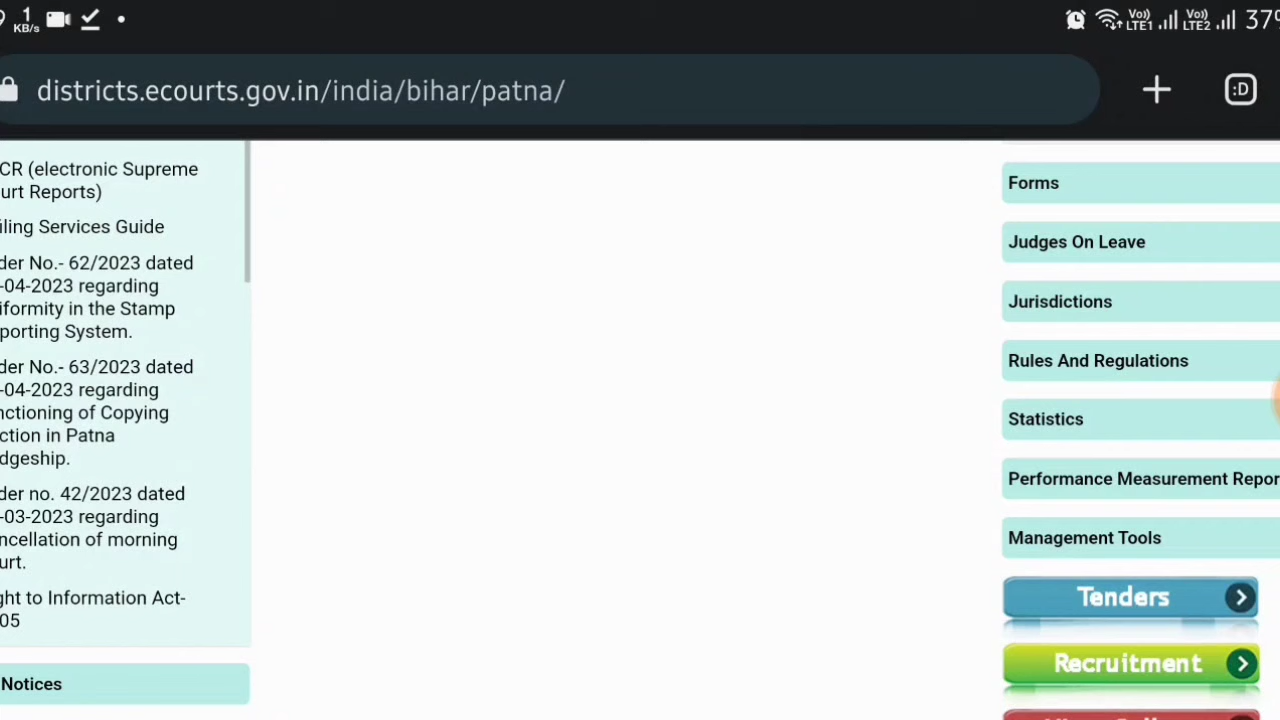 1
KB/s
Vo)) LTE1 Vo)) LTE2 37%
districts.ecourts.gov.in/india/bihar/patna/
:D
CR (electronic Supreme
urt Reports)
iling Services Guide
der No.- 62/2023 dated
-04-2023 regarding
iformity in the Stamp
porting System.
der No.- 63/2023 dated
-04-2023 regarding
nctioning of Copying
ction in Patna
dgeship.
der no. 42/2023 dated
-03-2023 regarding
ncellation of morning
urt.
ght to Information Act-
05
Notices
Forms
Judges On Leave
Jurisdictions
Rules And Regulations
Statistics
Performance Measurement Repor
Management Tools
Tenders
Recruitment